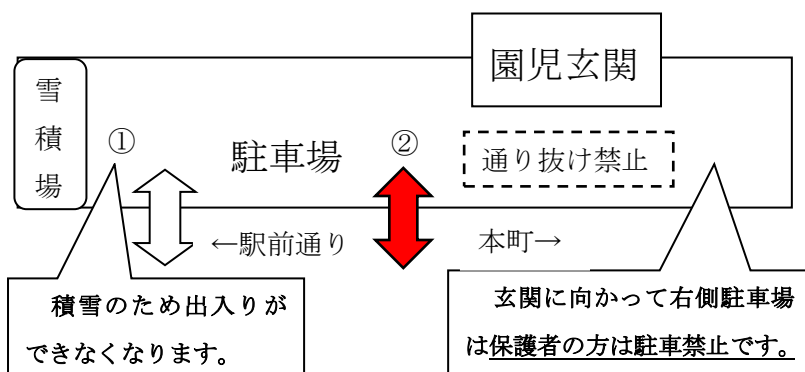 園児玄関
雪積場
①
駐車場
②
通り抜け禁止
←駅前通り
本町→
積雪のため出入りが
できなくなります。
玄関に向かって右側駐車場
は保護者の方は駐車禁止です。